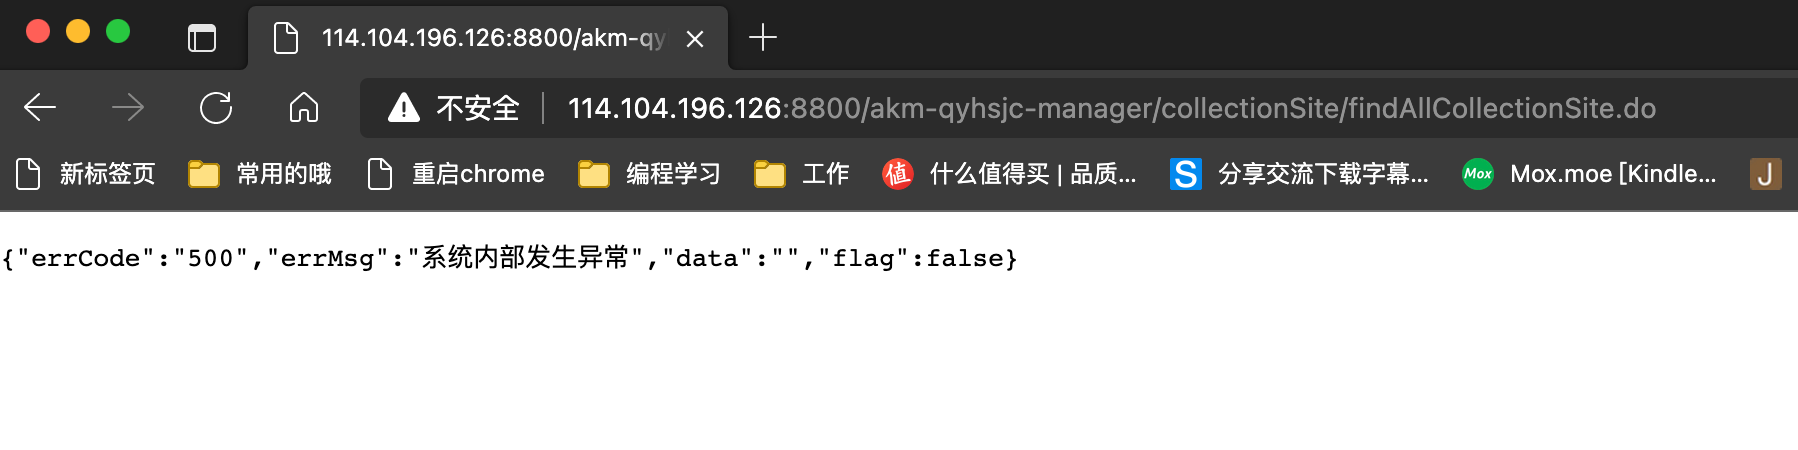 114.104.196.126:8800/akm-qy
不安全 114.104.196.126:8800/akm-qyhsjc-manager/collectionSite/findAllCollectionSite.do
新标签页 常用的哦 重启chrome 编程学习 工作 值 什么值得买 | 品质... S 分享交流下载字幕... Mox Mox.moe [Kindle... J
{"errCode":"500","errMsg":"系统内部发生异常","data":"","flag":false}